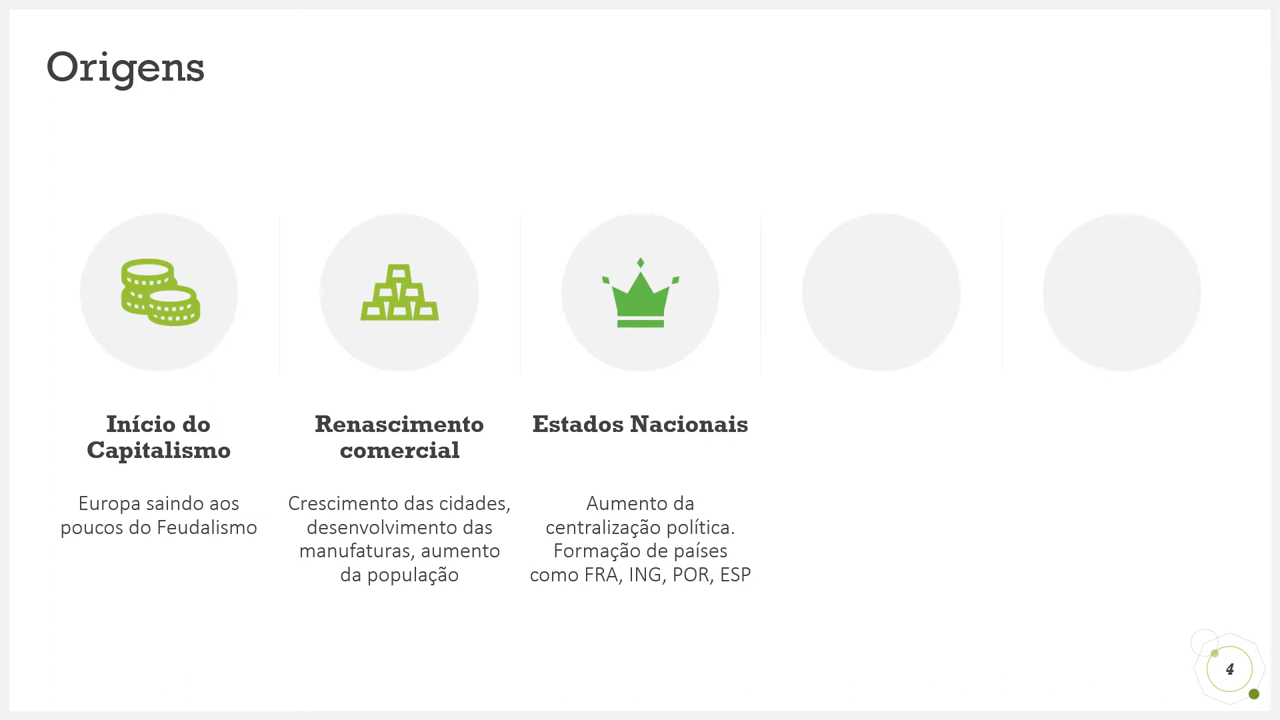 Origens
Início do
Capitalismo
Europa saindo aos
poucos do Feudalismo
Renascimento
comercial
Crescimento das cidades,
desenvolvimento das
manufaturas, aumento
da população
Estados Nacionais
Aumento da
centralização política.
Formação de países
como FRA, ING, POR, ESP
4